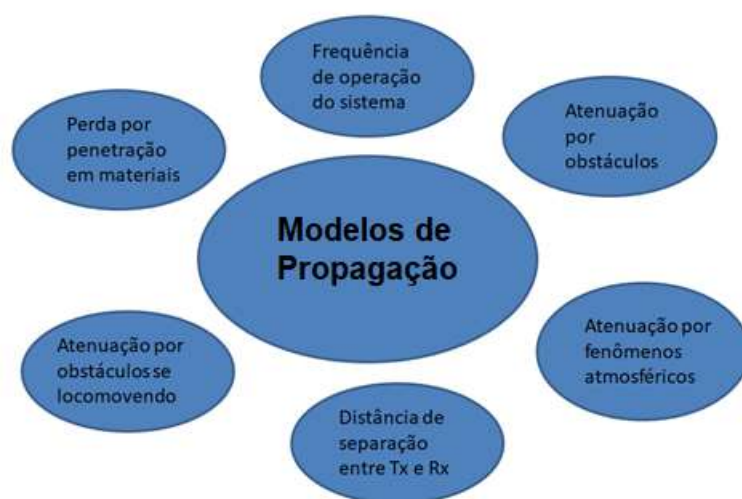 Frequência
de operação
do sistema
Perda por
penetração
em materiais
Atenuação
por
obstáculos
Modelos de
Propagação
Atenuação por
obstáculos se
locomovendo
Atenuação por
fenômenos
atmosféricos
Distância de
separação
entre Tx e Rx